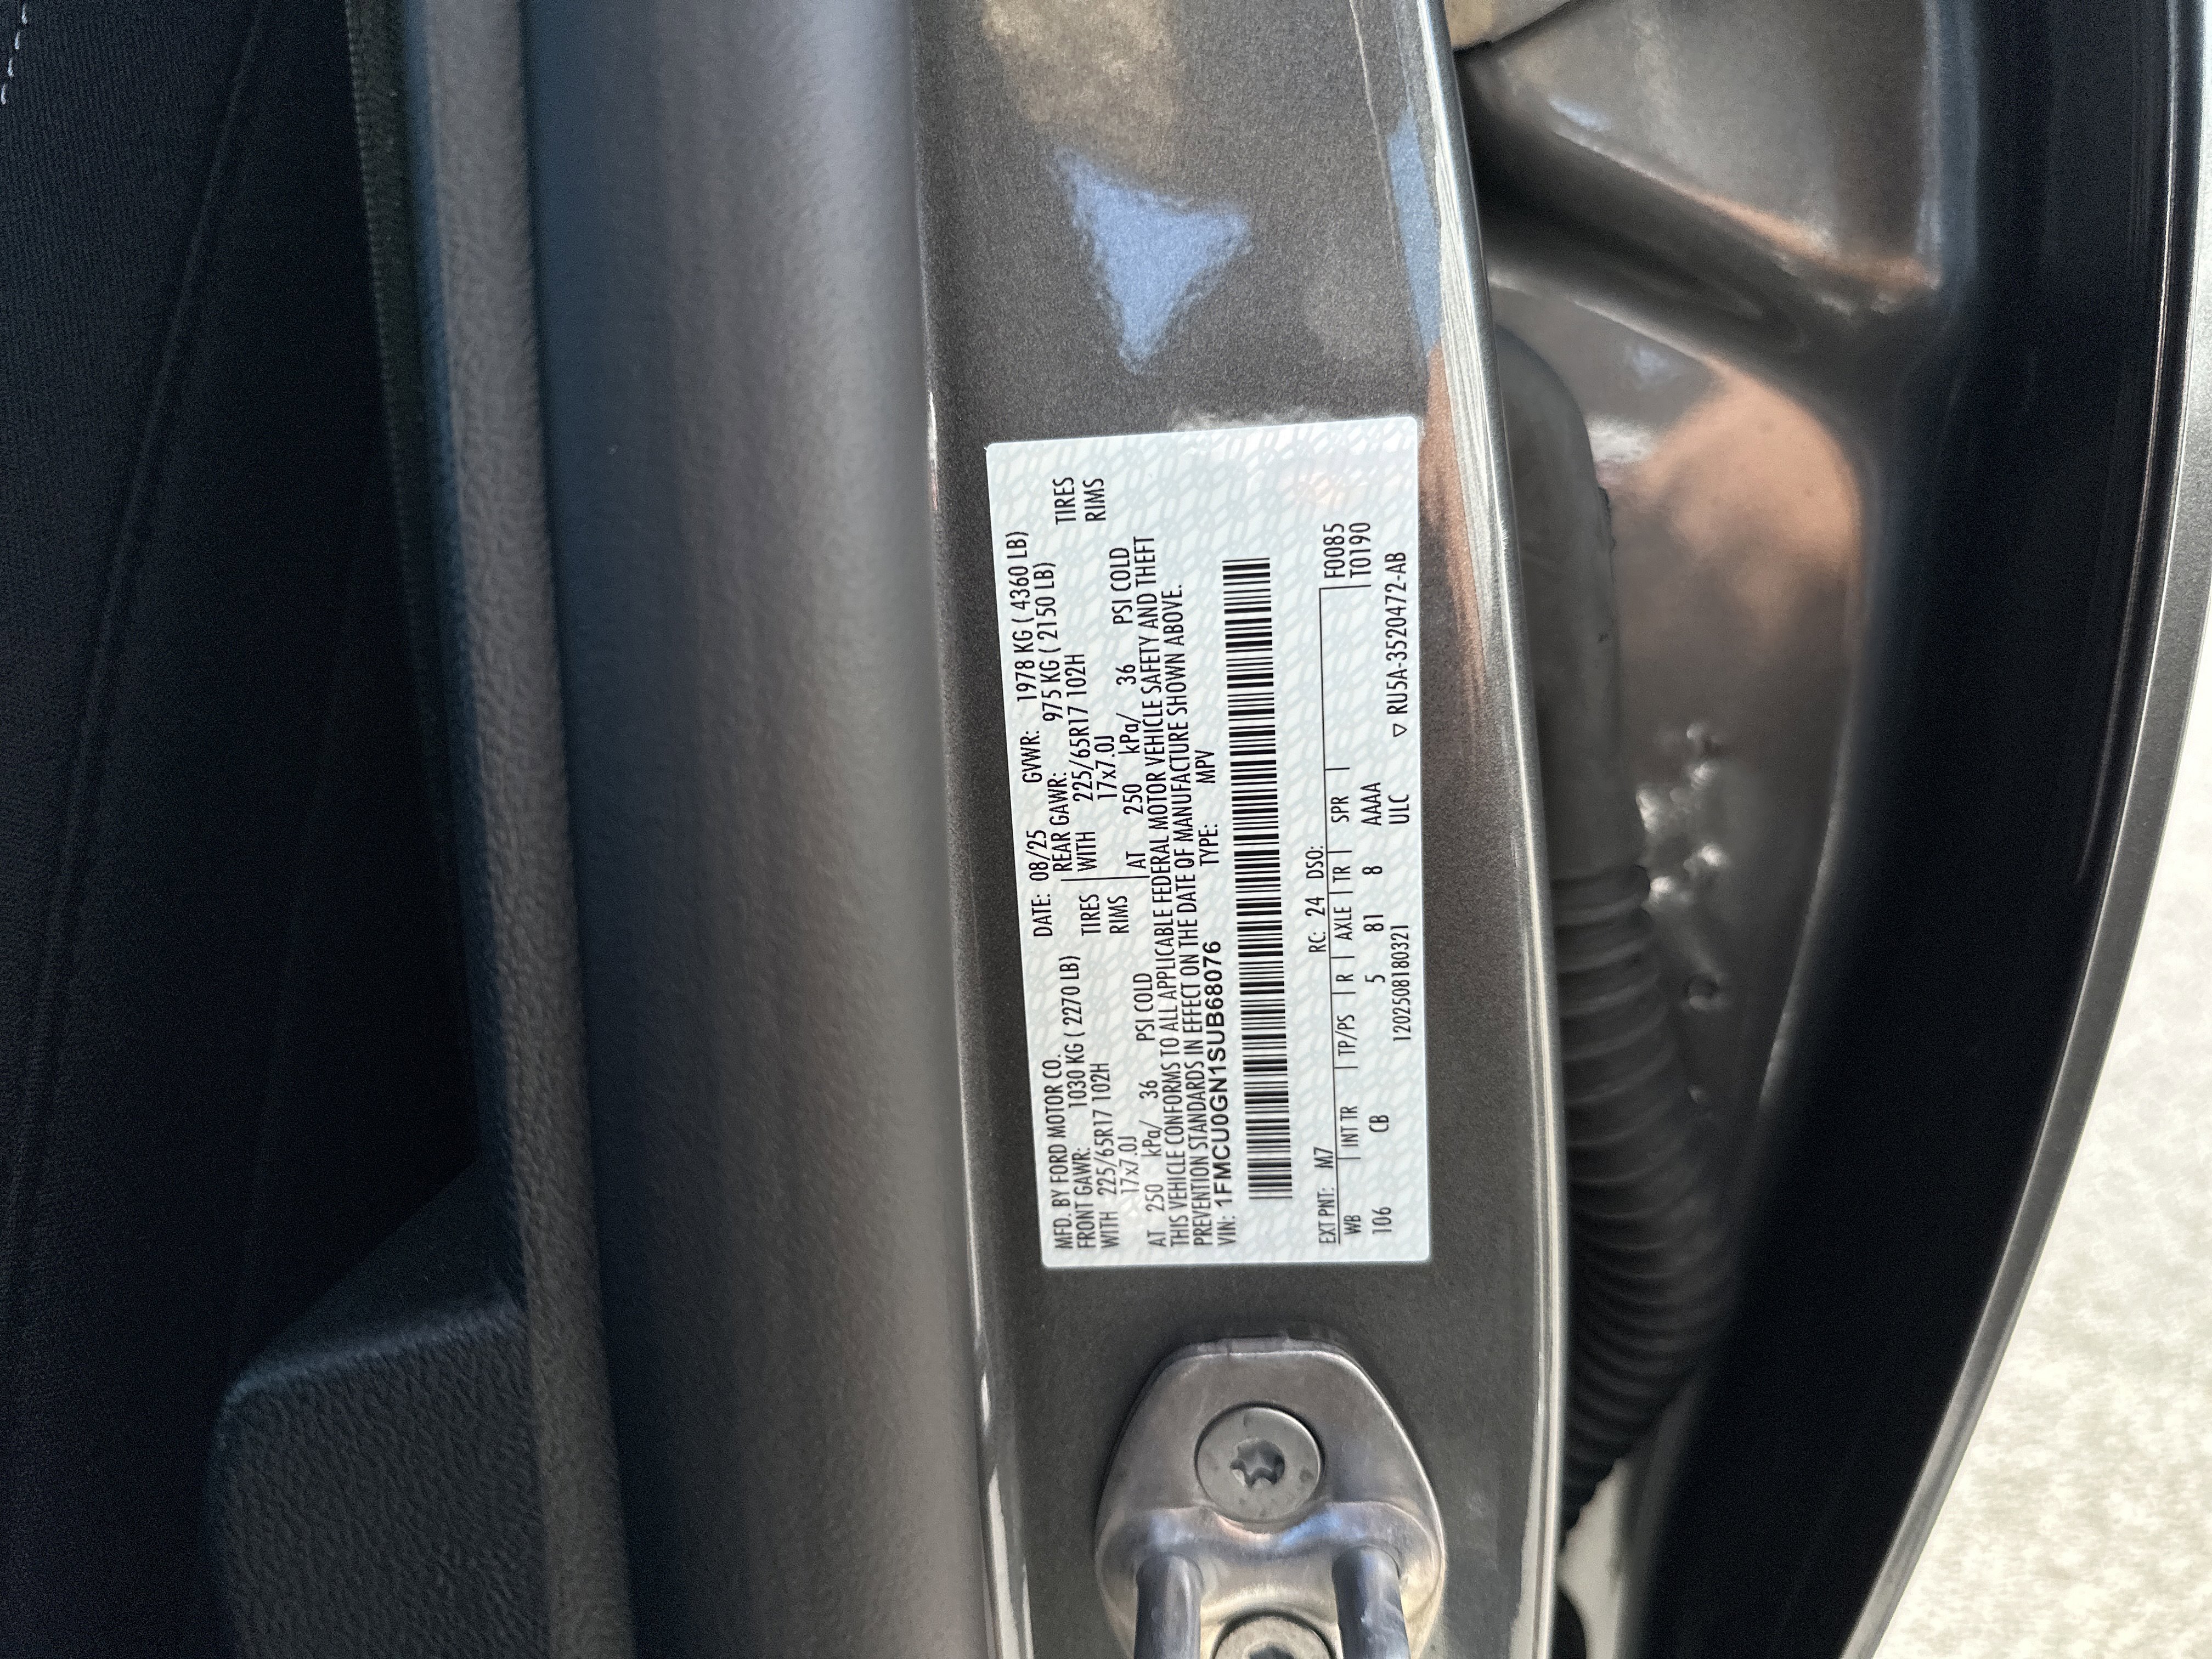 MFD. BY FORD MOTOR CO.
DATE: 08/25 GVWR: 1978 KG ( 4360 LB)
FRONT GAWR: 1030 KG ( 2270 LB) REAR GAWR: 975 KG ( 2150 LB)
WITH 225/65R17 102H TIRES WITH 225/65R17 102H TIRES
17x7.0J RIMS 17x7.0J RIMS
AT 250 kPa/ 36 PSI COLD AT 250 kPa/ 36 PSI COLD
THIS VEHICLE CONFORMS TO ALL APPLICABLE FEDERAL MOTOR VEHICLE SAFETY AND THEFT
PREVENTION STANDARDS IN EFFECT ON THE DATE OF MANUFACTURE SHOWN ABOVE.
VIN: 1FMCU0GN1SUB68076 TYPE: MPV
EXT PNT: M7 RC: 24 DSO: F0085
WB | INT TR | TP/PS | R | AXLE | TR | SPR | T0190
106 CB 5 81 8 AAAA
120250818032​1 ULC ▽ RU5A-3520472-AB